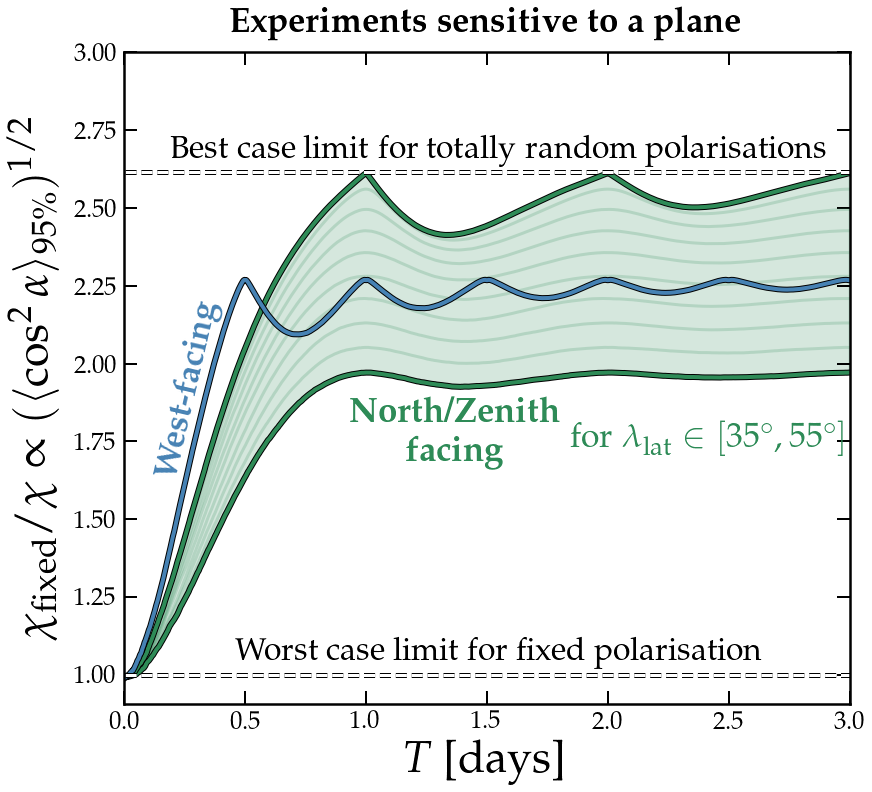 Experiments sensitive to a plane
3.00
2.75
2.50
2.25
2.00
1.75
1.50
1.25
1.00
χfixed/χ ∝ (⟨cos² α⟩95%)^1/2
Best case limit for totally random polarisations
West-facing
North/Zenith
facing
for λlat ∈ [35°, 55°]
Worst case limit for fixed polarisation
0.0 0.5 1.0 1.5 2.0 2.5 3.0
T [days]